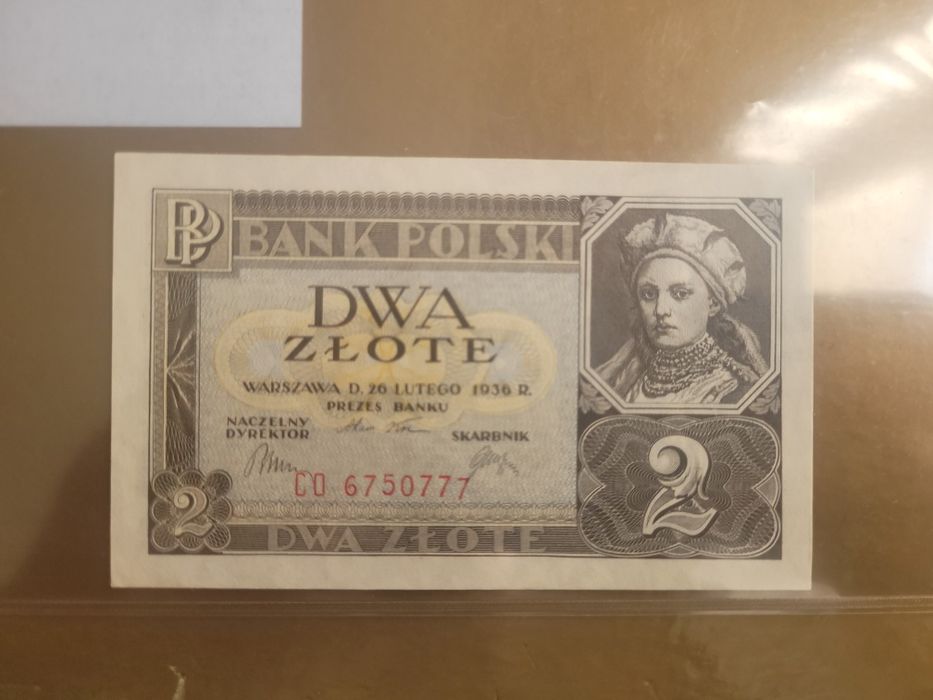 BP
BANK POLSKI
DWA
ZŁOTE
WARSZAWA D. 26 LUTEGO 1936 R.
PREZES BANKU
NACZELNY
DYREKTOR
SKARBNIK
CO 6750777
2
2
DWA ZŁOTE